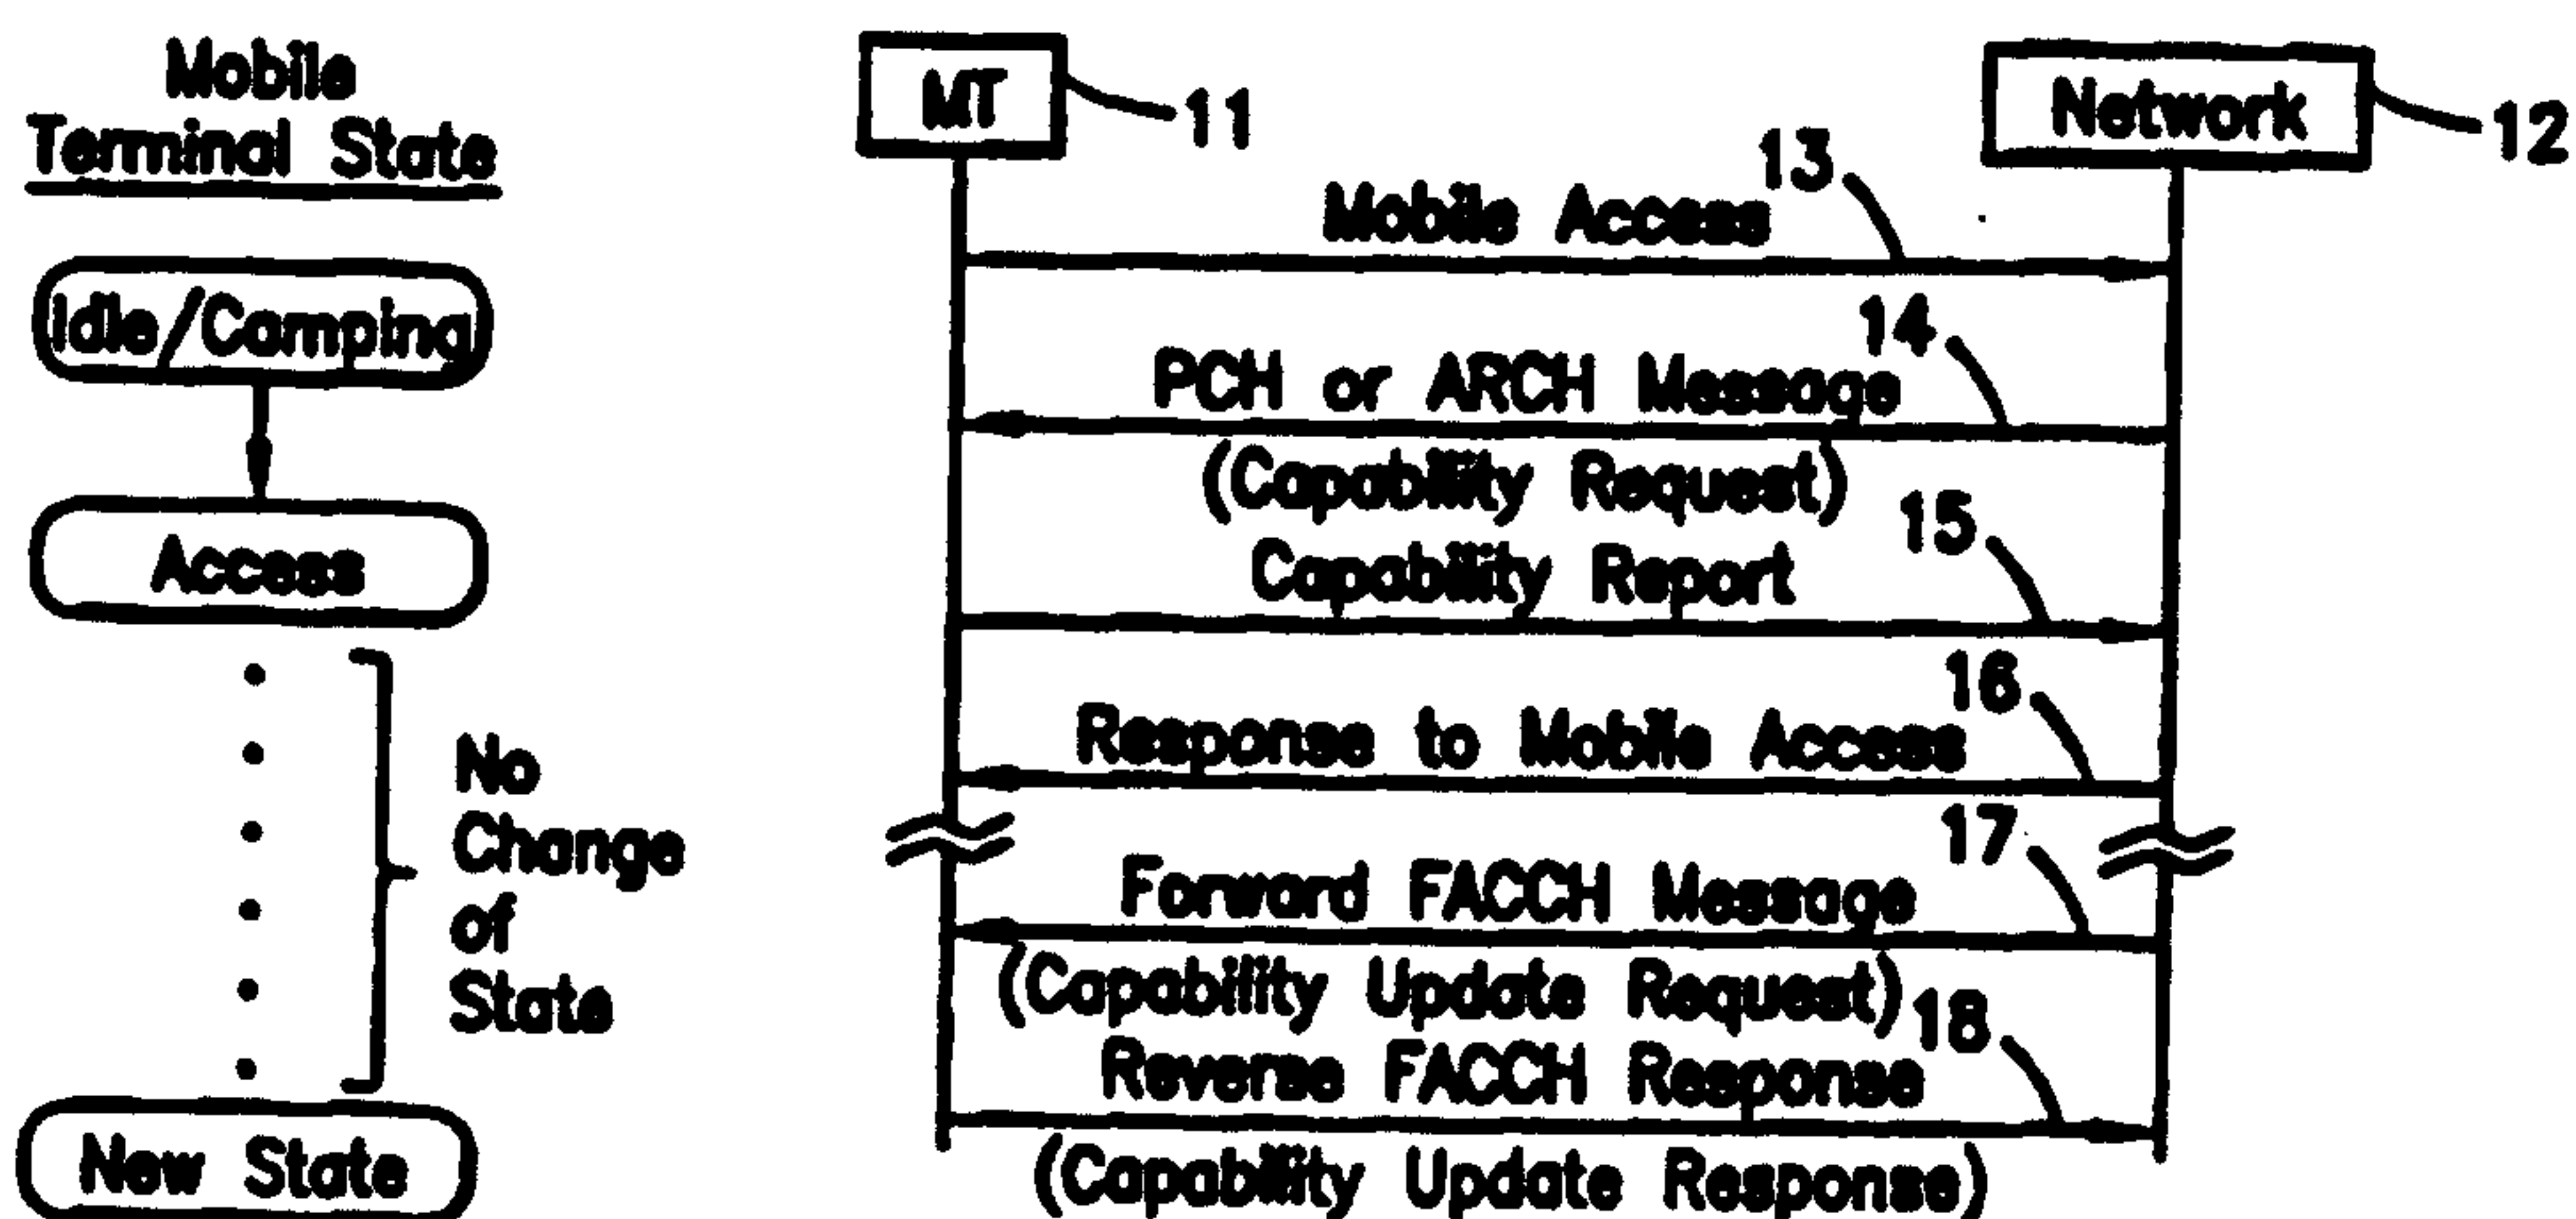 Mobile
Terminal State
Idle/Camping
Access
No
Change
of
State
New State
MT
11
Network
12
13
Mobile Access
14
PCH or ARCH Message
(Capability Request)
15
Capability Report
16
Response to Mobile Access
17
Forward FACCH Message
(Capability Update Request)
18
Reverse FACCH Response
(Capability Update Response)